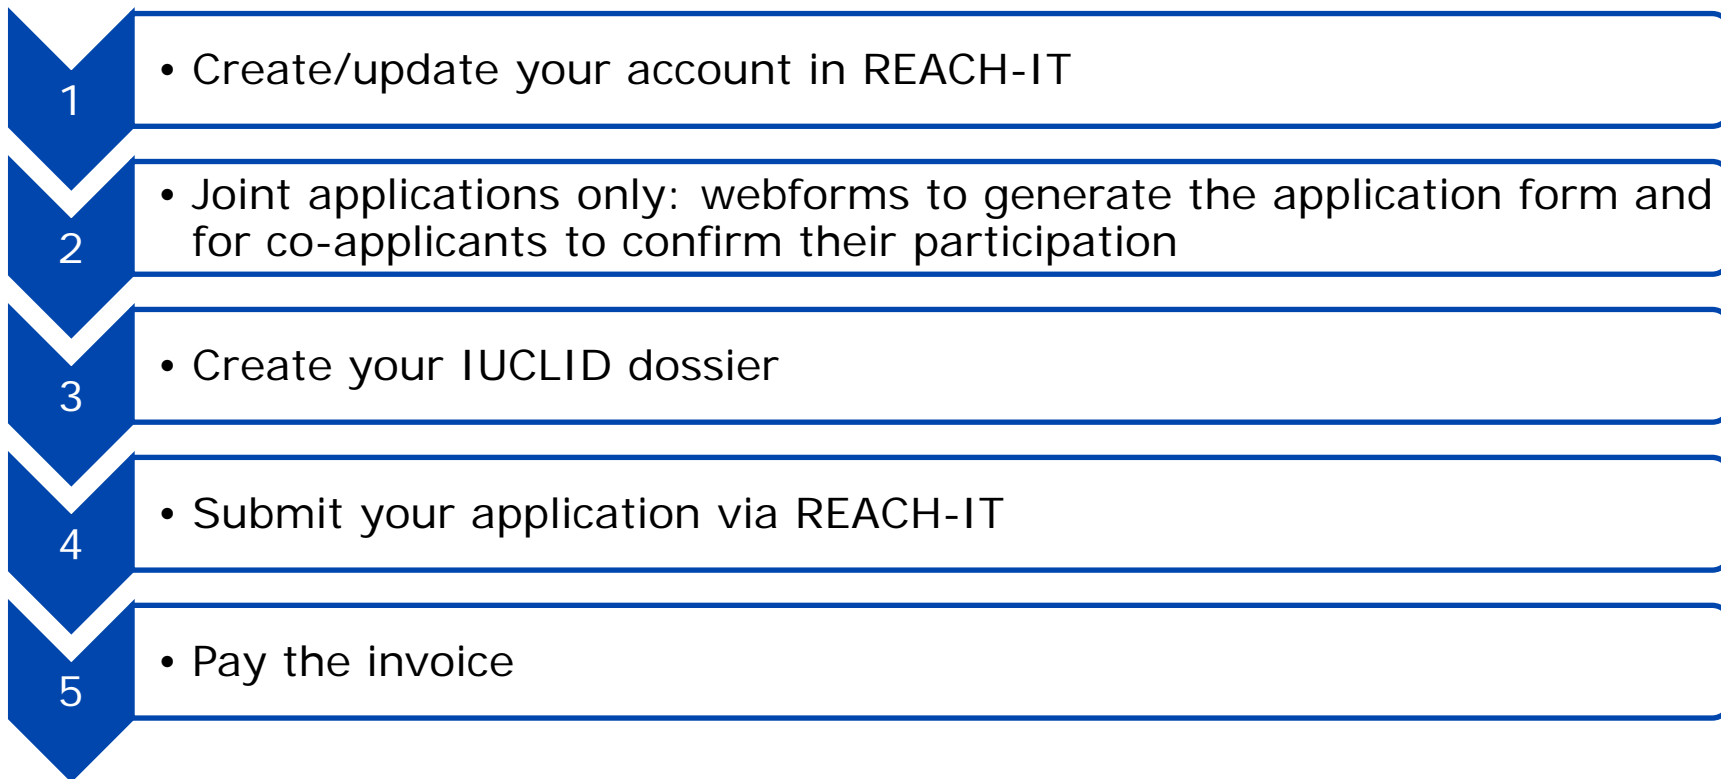 1
• Create/update your account in REACH-IT
2
• Joint applications only: webforms to generate the application form and
for co-applicants to confirm their participation
3
• Create your IUCLID dossier
4
• Submit your application via REACH-IT
5
• Pay the invoice